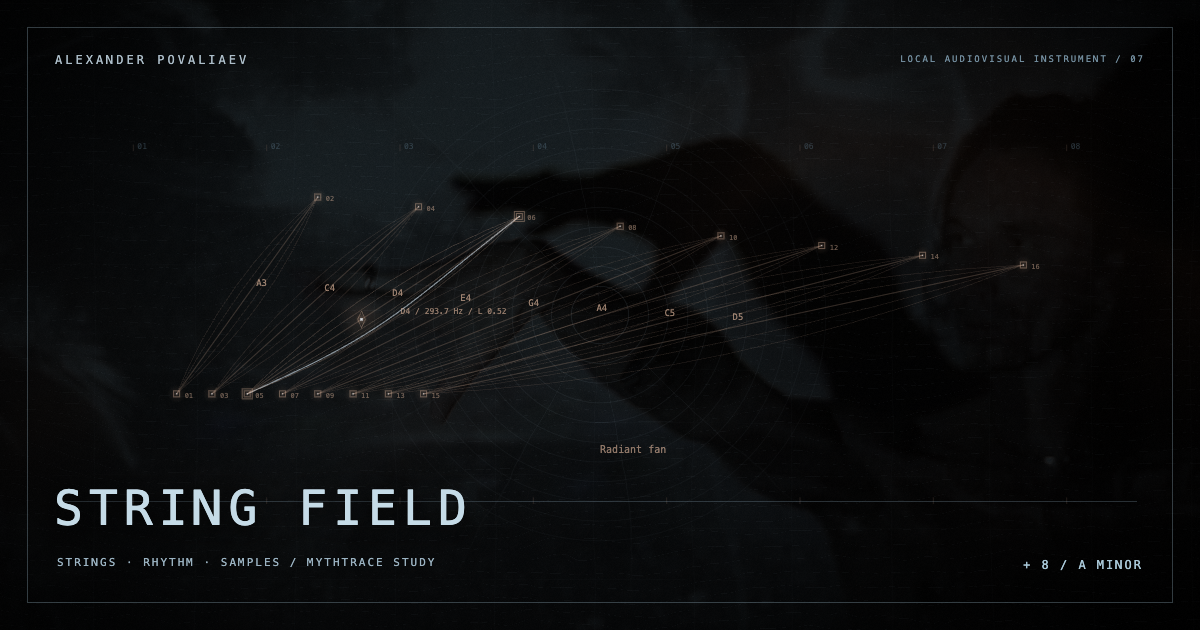 ALEXANDER POVALIAEV
LOCAL AUDIOVISUAL INSTRUMENT / 07
01 02 03 04 05 06 07 08
02
04
06
08
10
12
14
16
A3
C4
D4
E4
G4
A4
C5
D5
D4 / 293.7 Hz / L 0.52
01 03 05 07 09 11 13 15
Radiant fan
STRING FIELD
STRINGS · RHYTHM · SAMPLES / MYTHTRACE STUDY
+ 8 / A MINOR